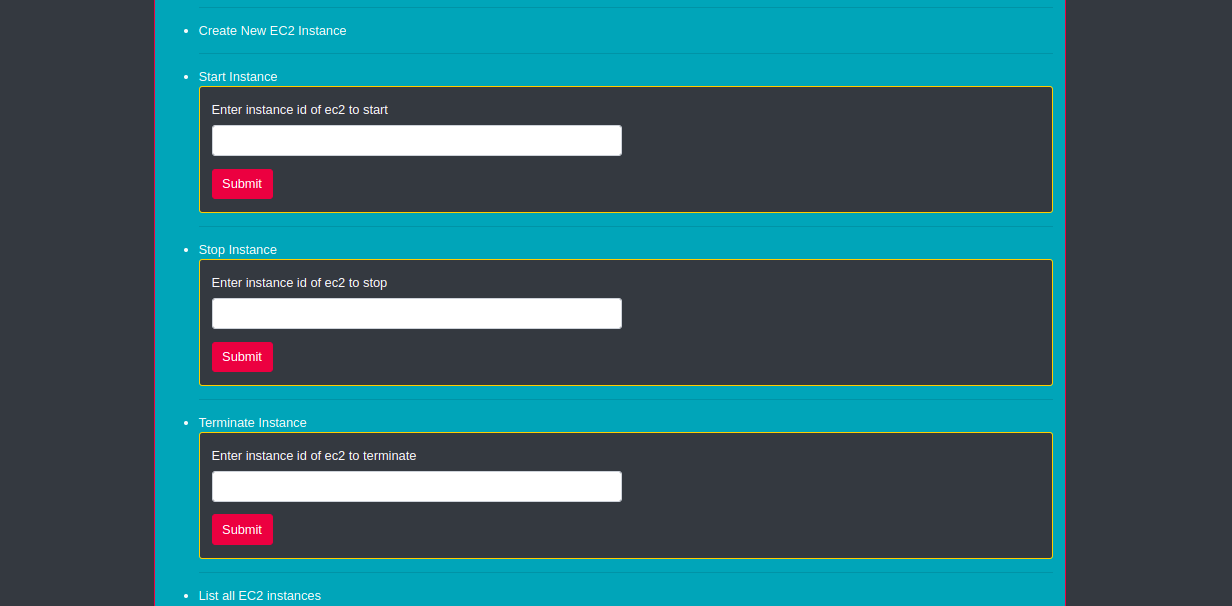 Create New EC2 Instance
Start Instance
Enter instance id of ec2 to start
Submit
Stop Instance
Enter instance id of ec2 to stop
Submit
Terminate Instance
Enter instance id of ec2 to terminate
Submit
List all EC2 instances